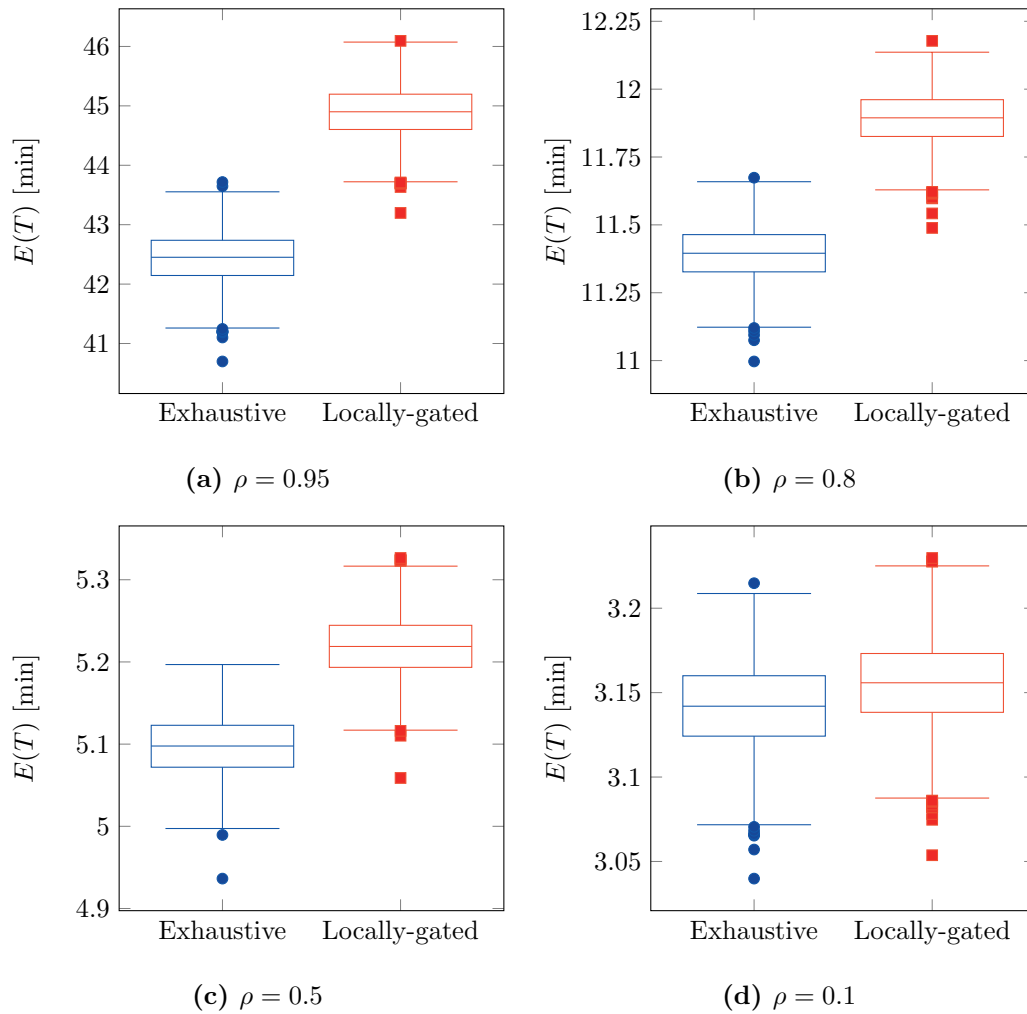 46
45
44
43
42
41
E(T) [min]
Exhaustive Locally-gated
(a) ρ = 0.95
12.25
12
11.75
11.5
11.25
11
E(T) [min]
Exhaustive Locally-gated
(b) ρ = 0.8
5.3
5.2
5.1
5
4.9
E(T) [min]
Exhaustive Locally-gated
(c) ρ = 0.5
3.2
3.15
3.1
3.05
E(T) [min]
Exhaustive Locally-gated
(d) ρ = 0.1